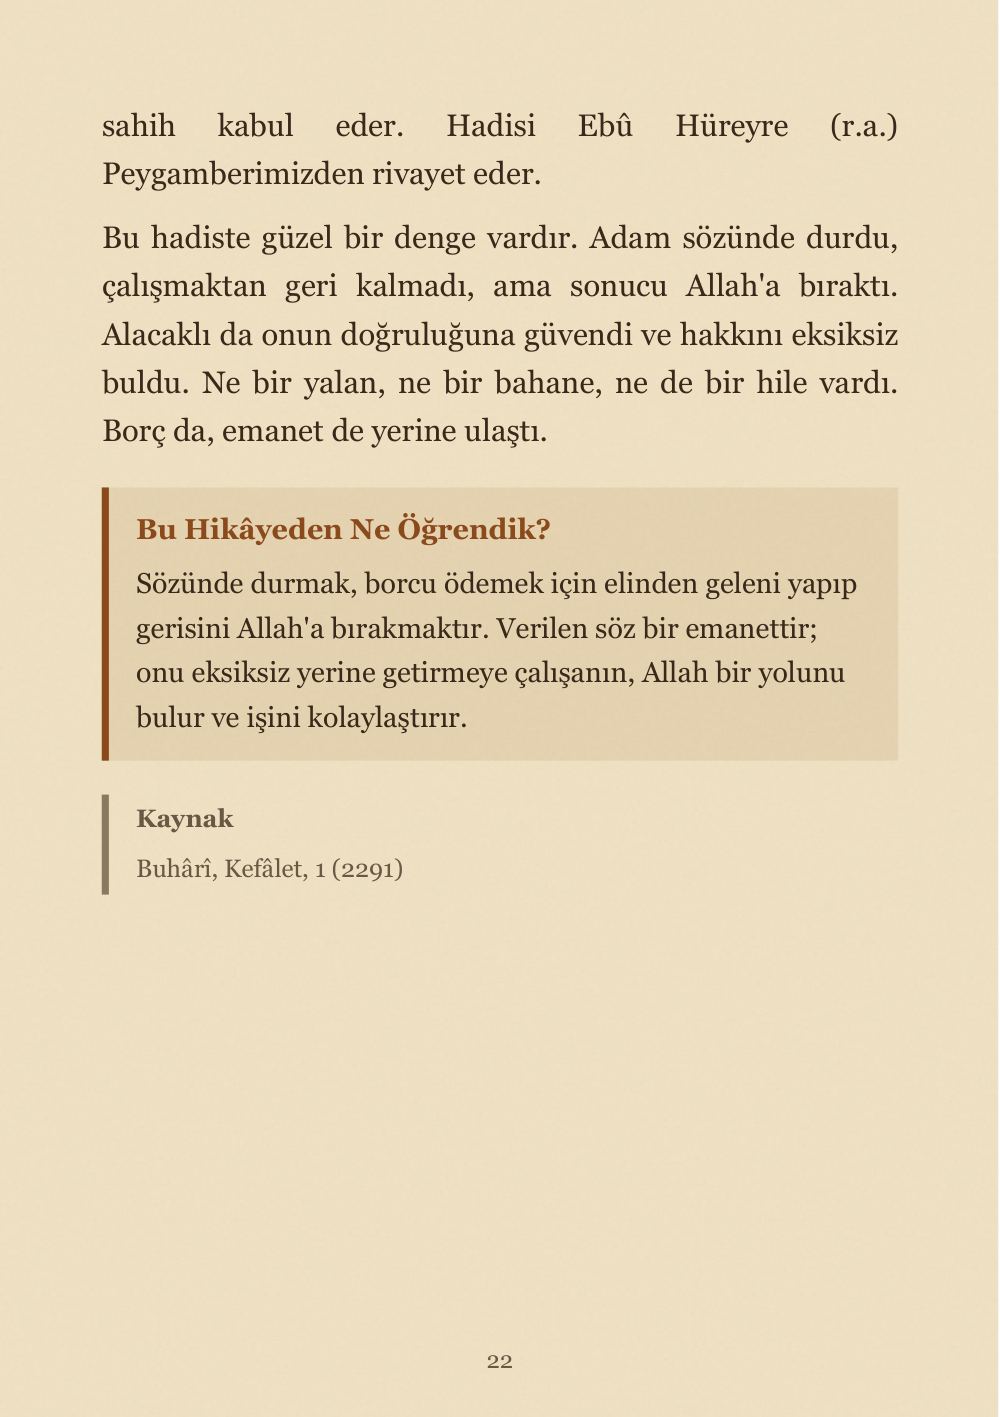 sahih kabul eder. Hadisi Ebû Hüreyre (r.a.)
Peygamberimizden rivayet eder.
Bu hadiste güzel bir denge vardır. Adam sözünde durdu,
çalışmaktan geri kalmadı, ama sonucu Allah'a bıraktı.
Alacaklı da onun doğruluğuna güvendi ve hakkını eksiksiz
buldu. Ne bir yalan, ne bir bahane, ne de bir hile vardı.
Borç da, emanet de yerine ulaştı.
Bu Hikâyeden Ne Öğrendik?
Sözünde durmak, borcu ödemek için elinden geleni yapıp
gerisini Allah'a bırakmaktır. Verilen söz bir emanettir;
onu eksiksiz yerine getirmeye çalışanın, Allah bir yolunu
bulur ve işini kolaylaştırır.
Kaynak
Buhârî, Kefâlet, 1 (2291)
22